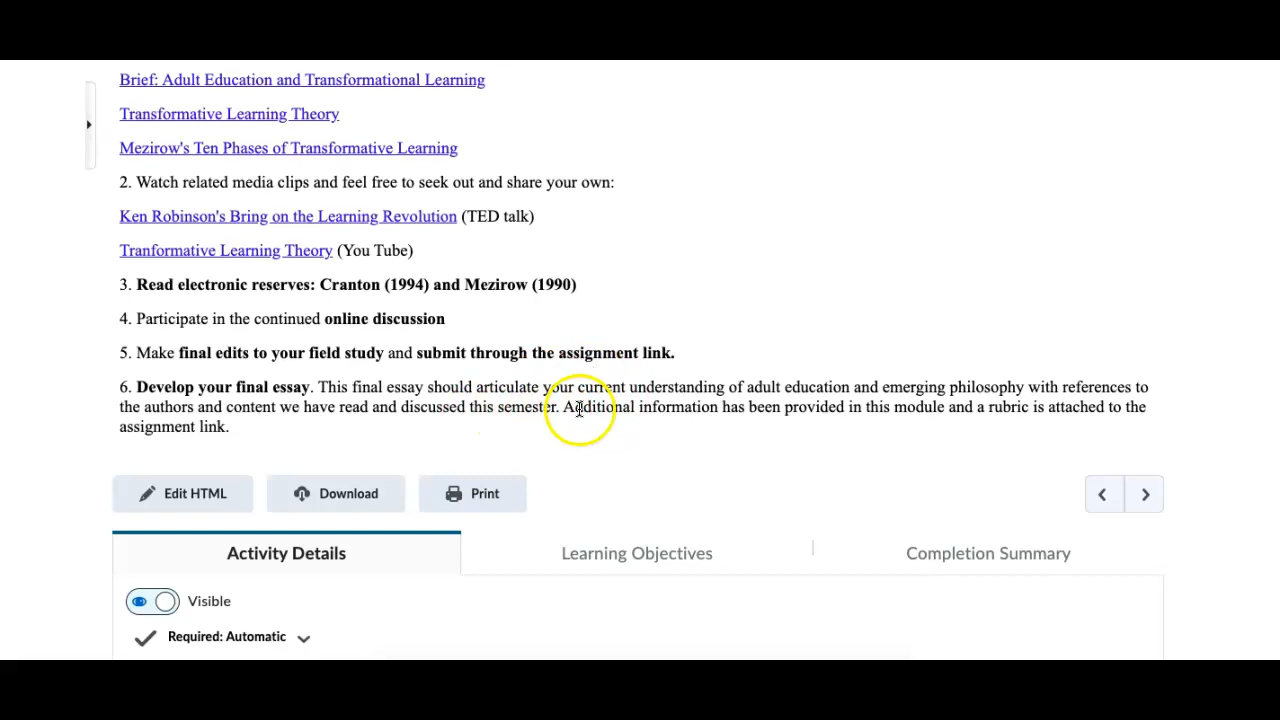 Brief: Adult Education and Transformational Learning
Transformative Learning Theory
Mezirow's Ten Phases of Transformative Learning
2. Watch related media clips and feel free to seek out and share your own:
Ken Robinson's Bring on the Learning Revolution (TED talk)
Tranformative Learning Theory (You Tube)
3. Read electronic reserves: Cranton (1994) and Mezirow (1990)
4. Participate in the continued online discussion
5. Make final edits to your field study and submit through the assignment link.
6. Develop your final essay. This final essay should articulate your current understanding of adult education and emerging philosophy with references to
the authors and content we have read and discussed this semester. Additional information has been provided in this module and a rubric is attached to the
assignment link.
Edit HTML Download Print
Activity Details Learning Objectives Completion Summary
Visible
Required: Automatic